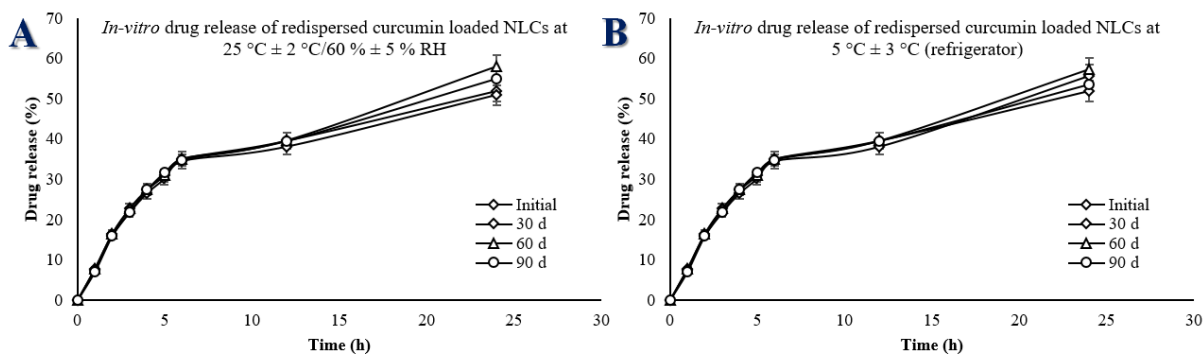 A
In-vitro drug release of redispersed curcumin loaded NLCs at
25 °C ± 2 °C/60 % ± 5 % RH
Drug release (%)
70
60
50
40
30
20
10
0
Initial
30 d
60 d
90 d
0 5 10 15 20 25 30
Time (h)
B
In-vitro drug release of redispersed curcumin loaded NLCs at
5 °C ± 3 °C (refrigerator)
Drug release (%)
70
60
50
40
30
20
10
0
Initial
30 d
60 d
90 d
0 5 10 15 20 25 30
Time (h)